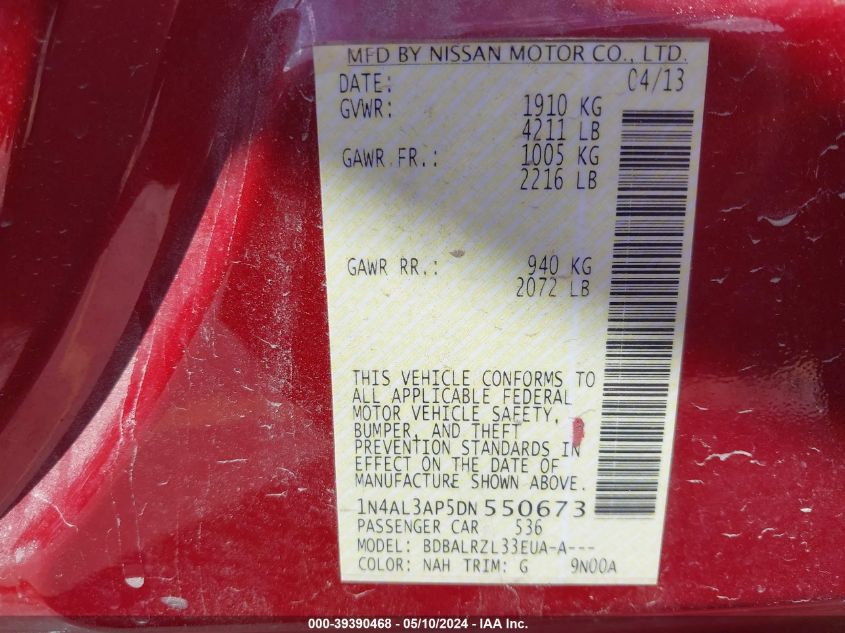 MFD BY NISSAN MOTOR CO., LTD.
DATE: 04/13
GVWR: 1910 KG
4211 LB
GAWR FR.: 1005 KG
2216 LB
GAWR RR.: 940 KG
2072 LB
THIS VEHICLE CONFORMS TO
ALL APPLICABLE FEDERAL
MOTOR VEHICLE SAFETY,
BUMPER, AND THEFT
PREVENTION STANDARDS IN
EFFECT ON THE DATE OF
MANUFACTURE SHOWN ABOVE.
1N4AL3AP5DN550673
PASSENGER CAR 536
MODEL: BDBALRZL33EUA-A---
COLOR: NAH TRIM: G 9N00A
000-39390468 - 05/10/2024 - IAA Inc.